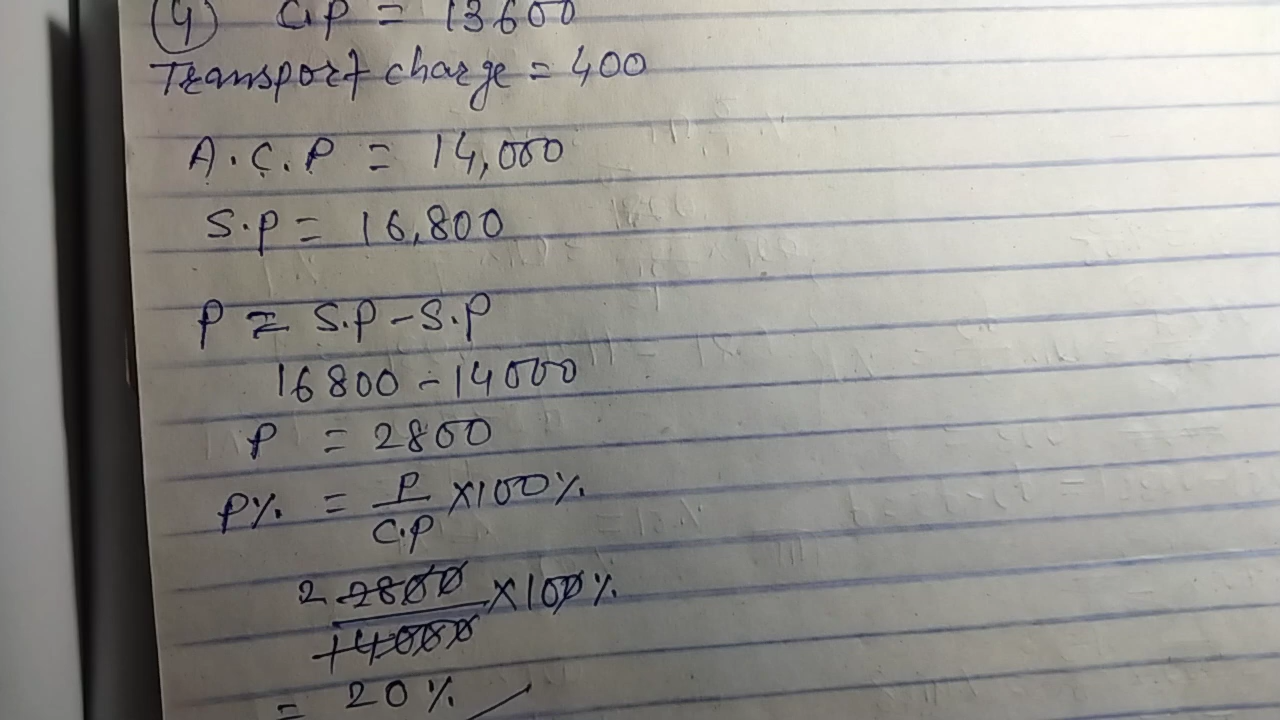 (4) C.P = 13600
Transport charge = 400
A.C.P = 14,000
S.P = 16,800
P = S.P - S.P
16800 - 14000
P = 2800
P% = P/C.P × 100%
2 2800/14000 × 100%
= 20%